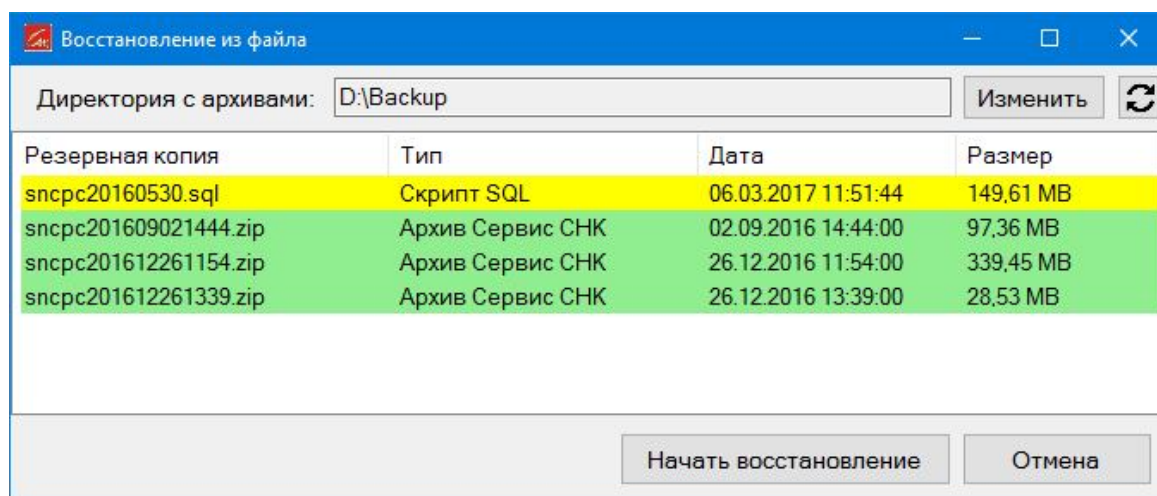 Восстановление из файла
Директория с архивами: D:\Backup Изменить
Резервная копия Тип Дата Размер
sncpc20160530.sql Скрипт SQL 06.03.2017 11:51:44 149,61 MB
sncpc201609021444.zip Архив Сервис СНК 02.09.2016 14:44:00 97,36 MB
sncpc201612261154.zip Архив Сервис СНК 26.12.2016 11:54:00 339,45 MB
sncpc201612261339.zip Архив Сервис СНК 26.12.2016 13:39:00 28,53 MB
Начать восстановление Отмена